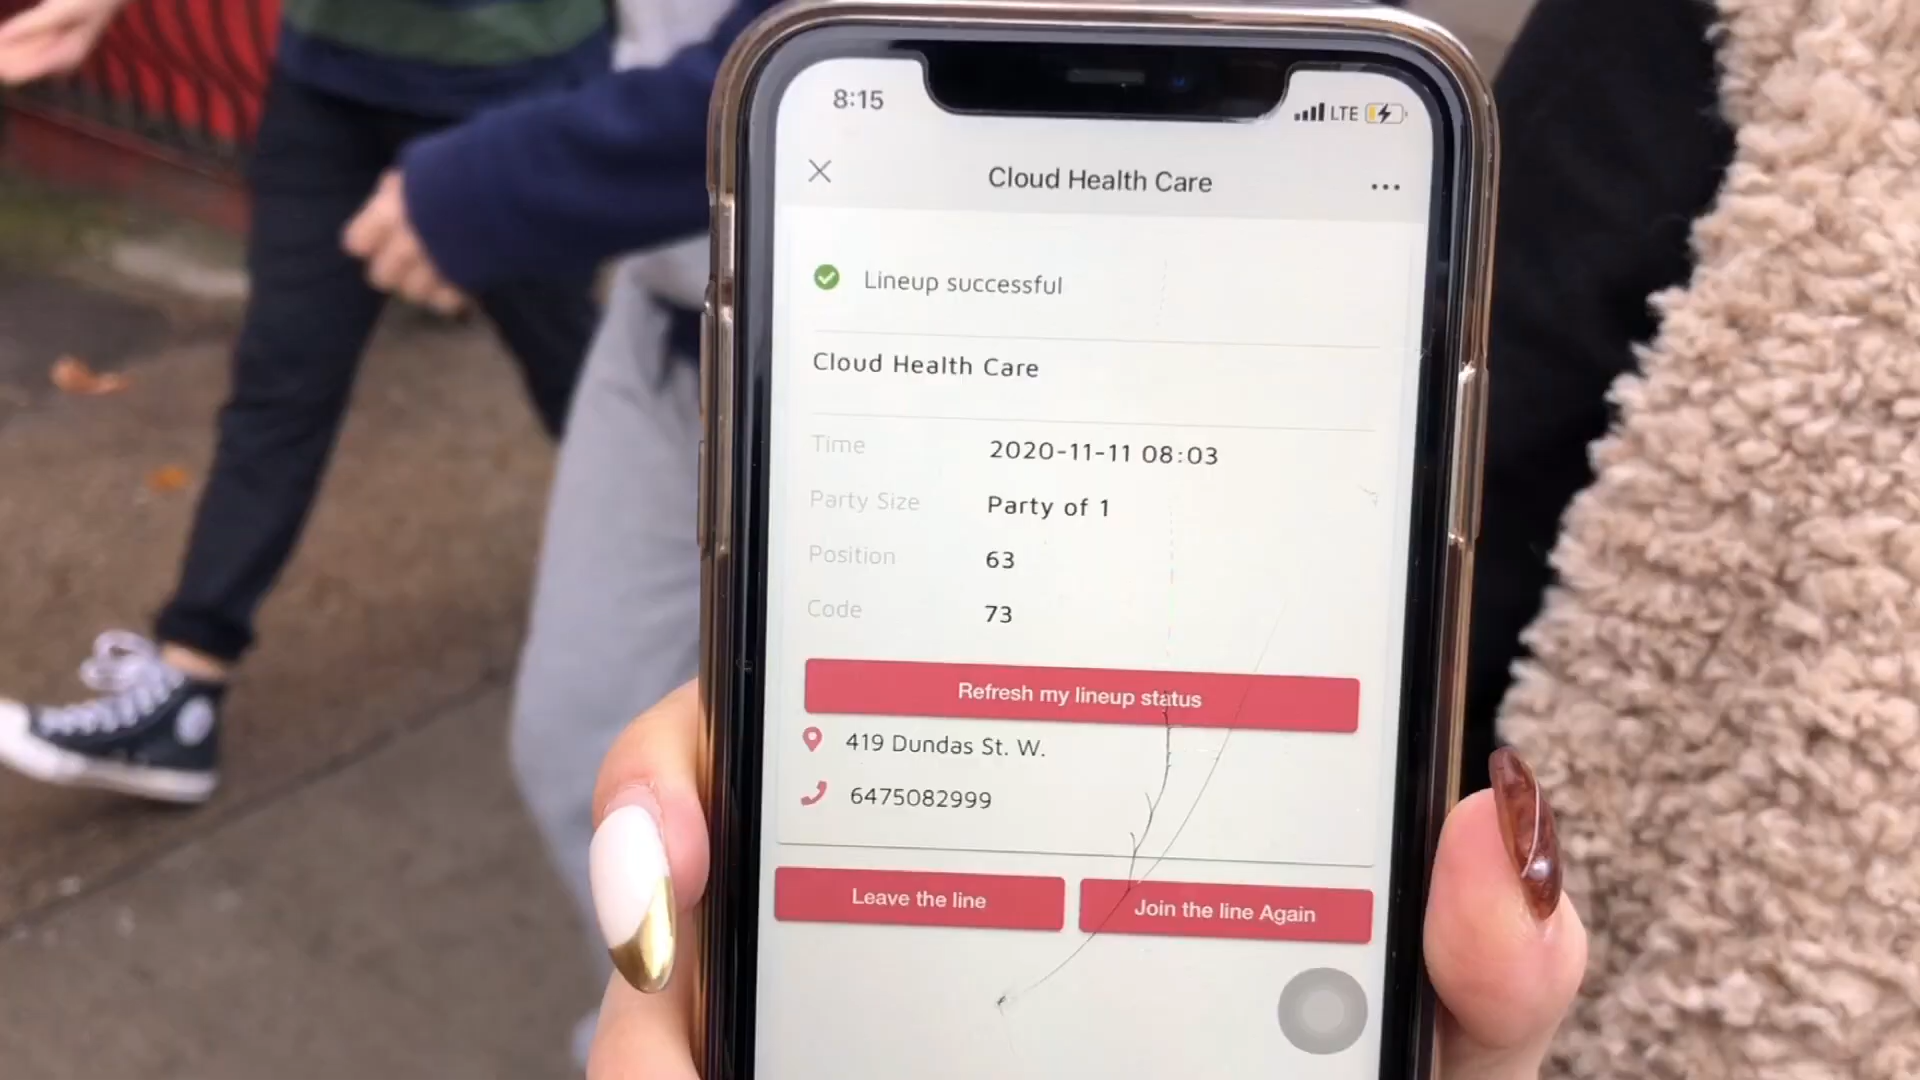 8:15
LTE
Cloud Health Care
Lineup successful
Cloud Health Care
Time 2020-11-11 08:03
Party Size Party of 1
Position 63
Code 73
Refresh my lineup status
419 Dundas St. W.
6475082999
Leave the line
Join the line Again